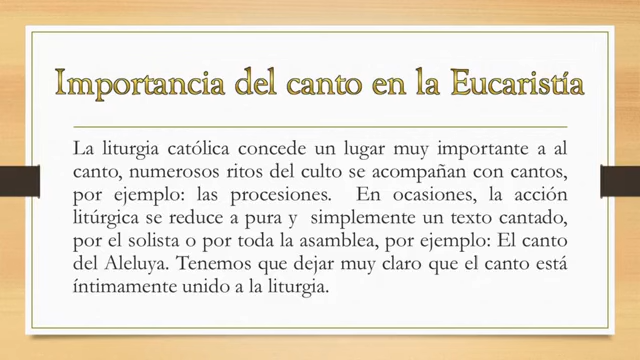 Importancia del canto en la Eucaristía
La liturgia católica concede un lugar muy importante a al
canto, numerosos ritos del culto se acompañan con cantos,
por ejemplo: las procesiones. En ocasiones, la acción
litúrgica se reduce a pura y simplemente un texto cantado,
por el solista o por toda la asamblea, por ejemplo: El canto
del Aleluya. Tenemos que dejar muy claro que el canto está
íntimamente unido a la liturgia.